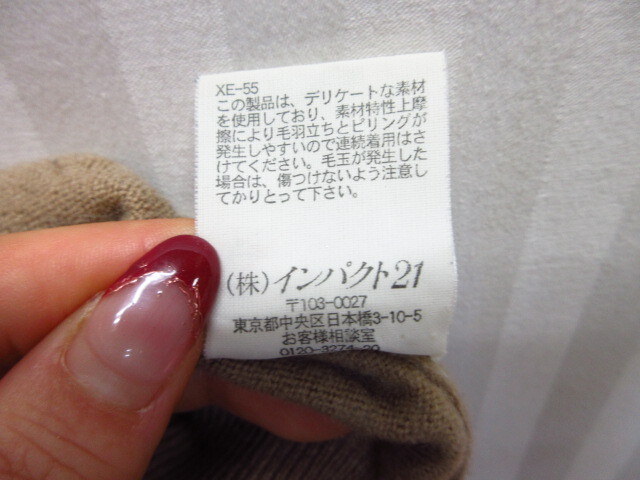 XE-55
この製品は、デリケートな素材
を使用しており、素材特性上摩
擦により毛羽立ちとピリングが
発生しやすいので連続着用はさ
けてください。毛玉が発生した
場合は、傷つけないよう注意し
てかりとって下さい。
(株)インパクト21
〒103-0027
東京都中央区日本橋3-10-5
お客様相談室
0120-3274-20